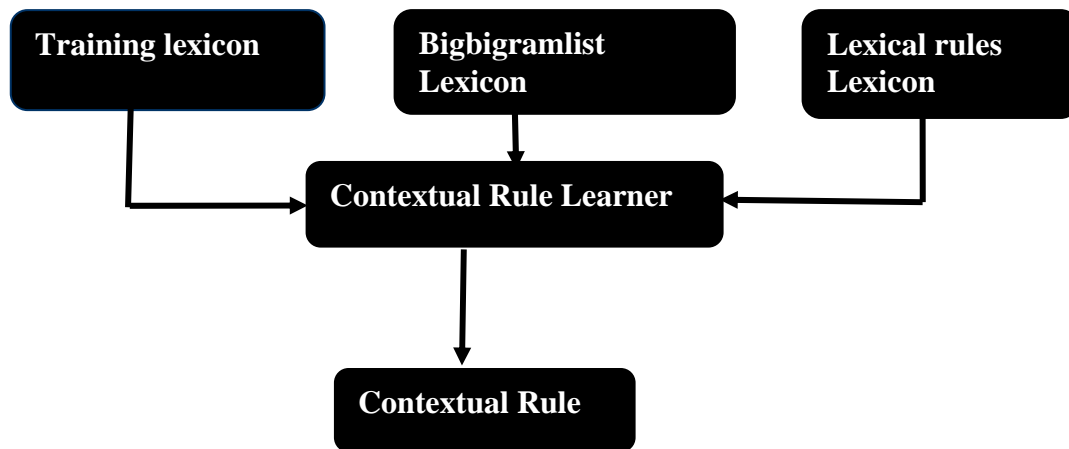 Training lexicon
Bigbigramlist
Lexicon
Lexical rules
Lexicon
Contextual Rule Learner
Contextual Rule